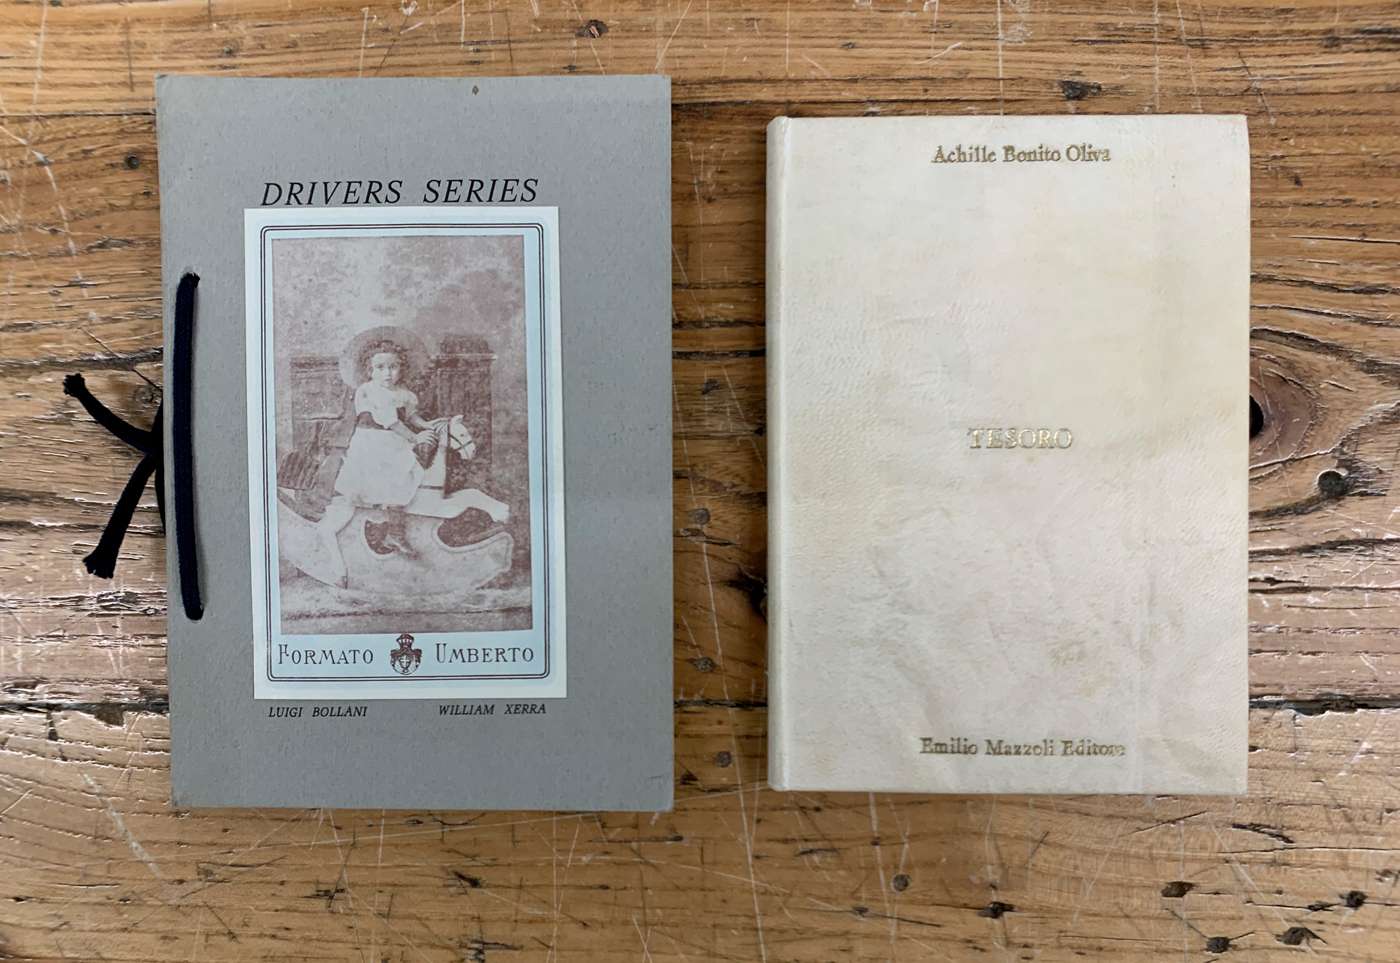 DRIVERS SERIES
FORMATO UMBERTO
LUIGI BOLLANI WILLIAM XERRA
Achille Bonito Oliva
TESORO
Emilio Mazzoli Editore